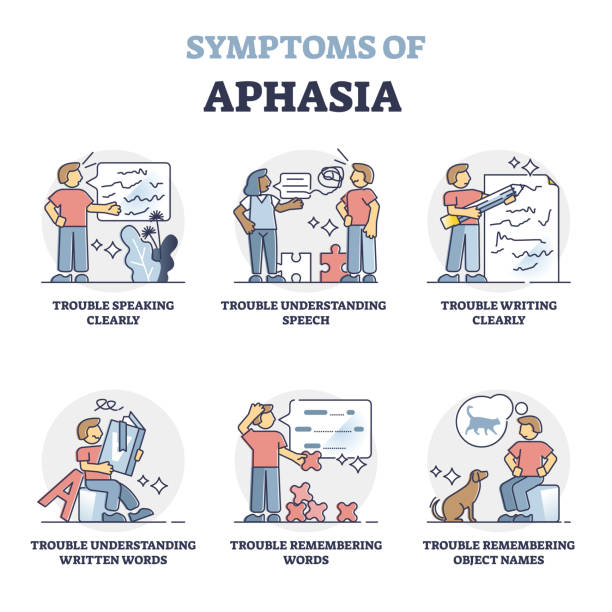 SYMPTOMS OF
APHASIA
TROUBLE SPEAKING
CLEARLY
TROUBLE UNDERSTANDING
SPEECH
TROUBLE WRITING
CLEARLY
A
TROUBLE UNDERSTANDING
WRITTEN WORDS
TROUBLE REMEMBERING
WORDS
TROUBLE REMEMBERING
OBJECT NAMES